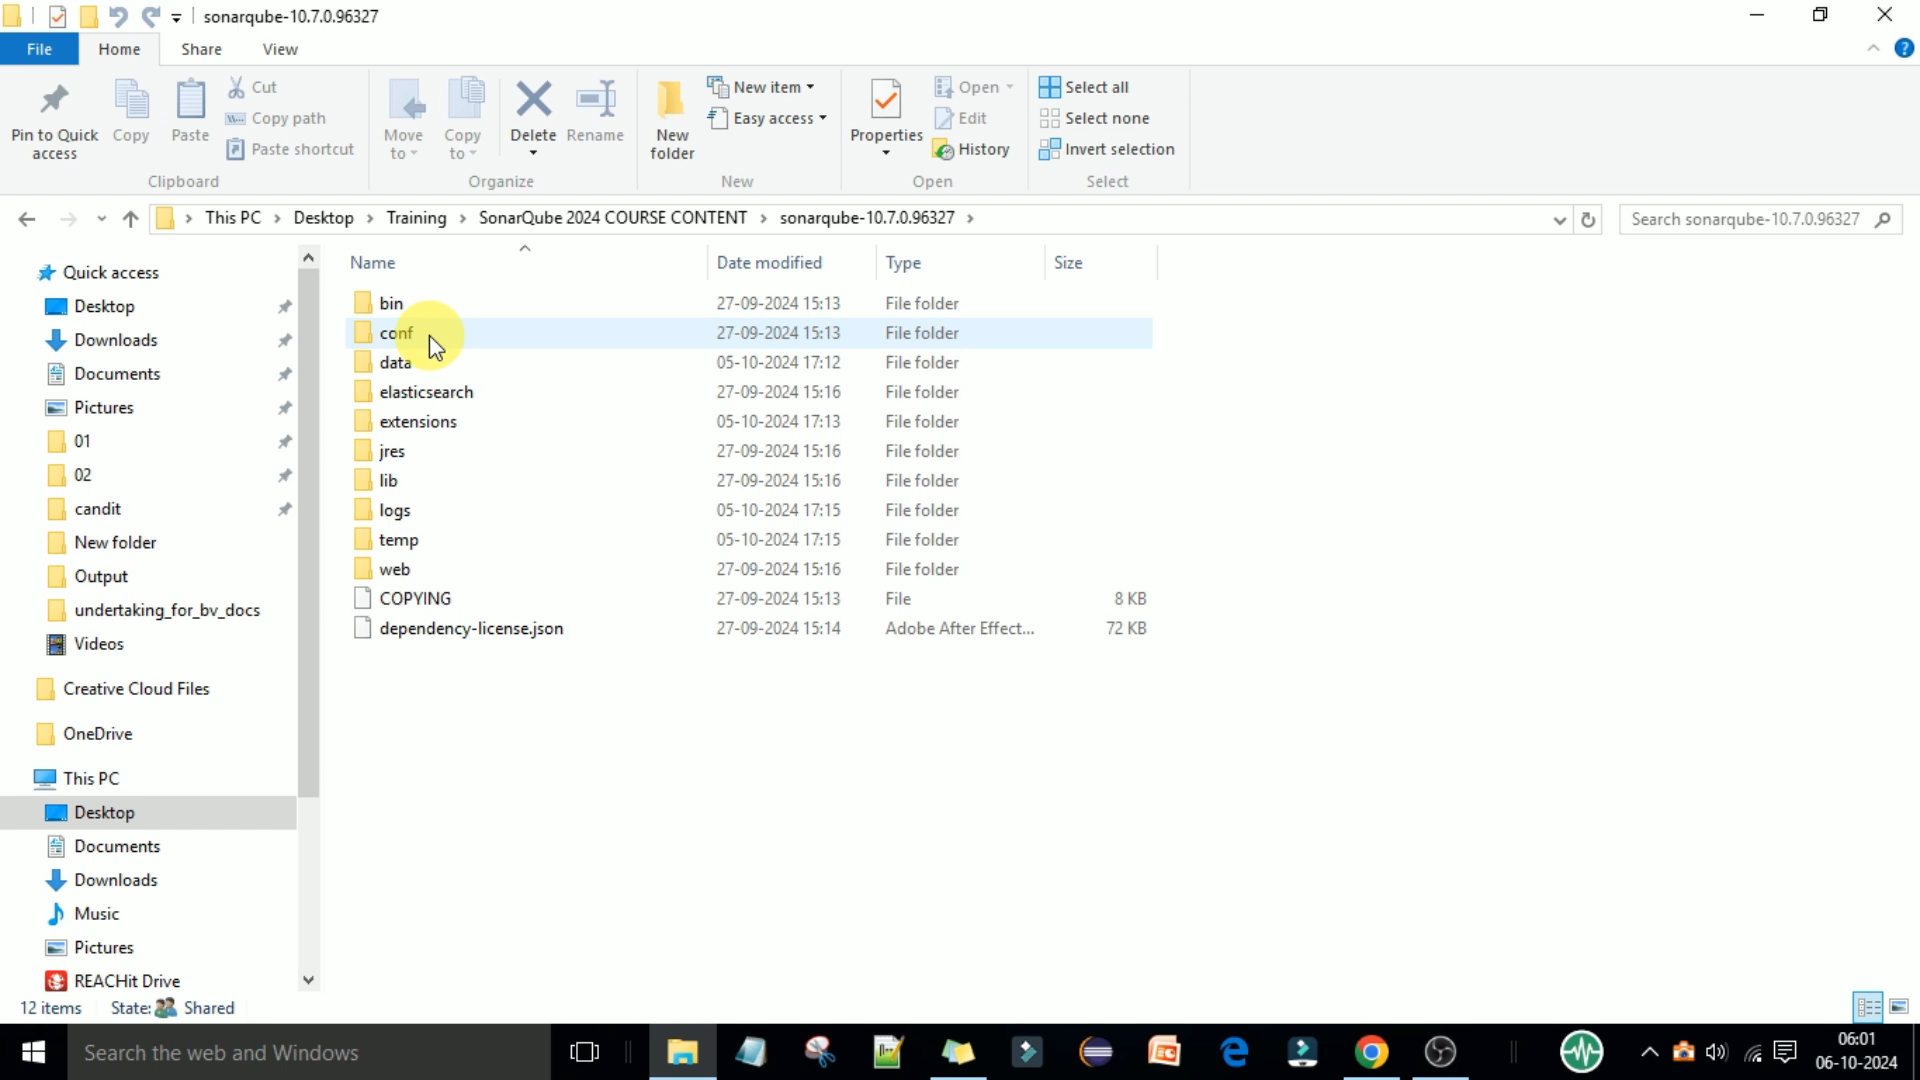 sonarqube-10.7.0.96327
File Home Share View
Pin to Quick access
Copy
Paste
Cut
Copy path
Paste shortcut
Clipboard
Move to
Copy to
Delete
Rename
Organize
New folder
New item
Easy access
New
Properties
Open
Edit
History
Open
Select all
Select none
Invert selection
Select
This PC > Desktop > Training > SonarQube 2024 COURSE CONTENT > sonarqube-10.7.0.96327 >
Search sonarqube-10.7.0.96327
Quick access
Desktop
Downloads
Documents
Pictures
01
02
candit
New folder
Output
undertaking_for_bv_docs
Videos
Creative Cloud Files
OneDrive
This PC
Desktop
Documents
Downloads
Music
Pictures
REACHit Drive
Name Date modified Type Size
bin 27-09-2024 15:13 File folder
conf 27-09-2024 15:13 File folder
data 05-10-2024 17:12 File folder
elasticsearch 27-09-2024 15:16 File folder
extensions 05-10-2024 17:13 File folder
jres 27-09-2024 15:16 File folder
lib 27-09-2024 15:16 File folder
logs 05-10-2024 17:15 File folder
temp 05-10-2024 17:15 File folder
web 27-09-2024 15:16 File folder
COPYING 27-09-2024 15:13 File 8 KB
dependency-license.json 27-09-2024 15:14 Adobe After Effect... 72 KB
12 items State: Shared
Search the web and Windows
06:01
06-10-2024